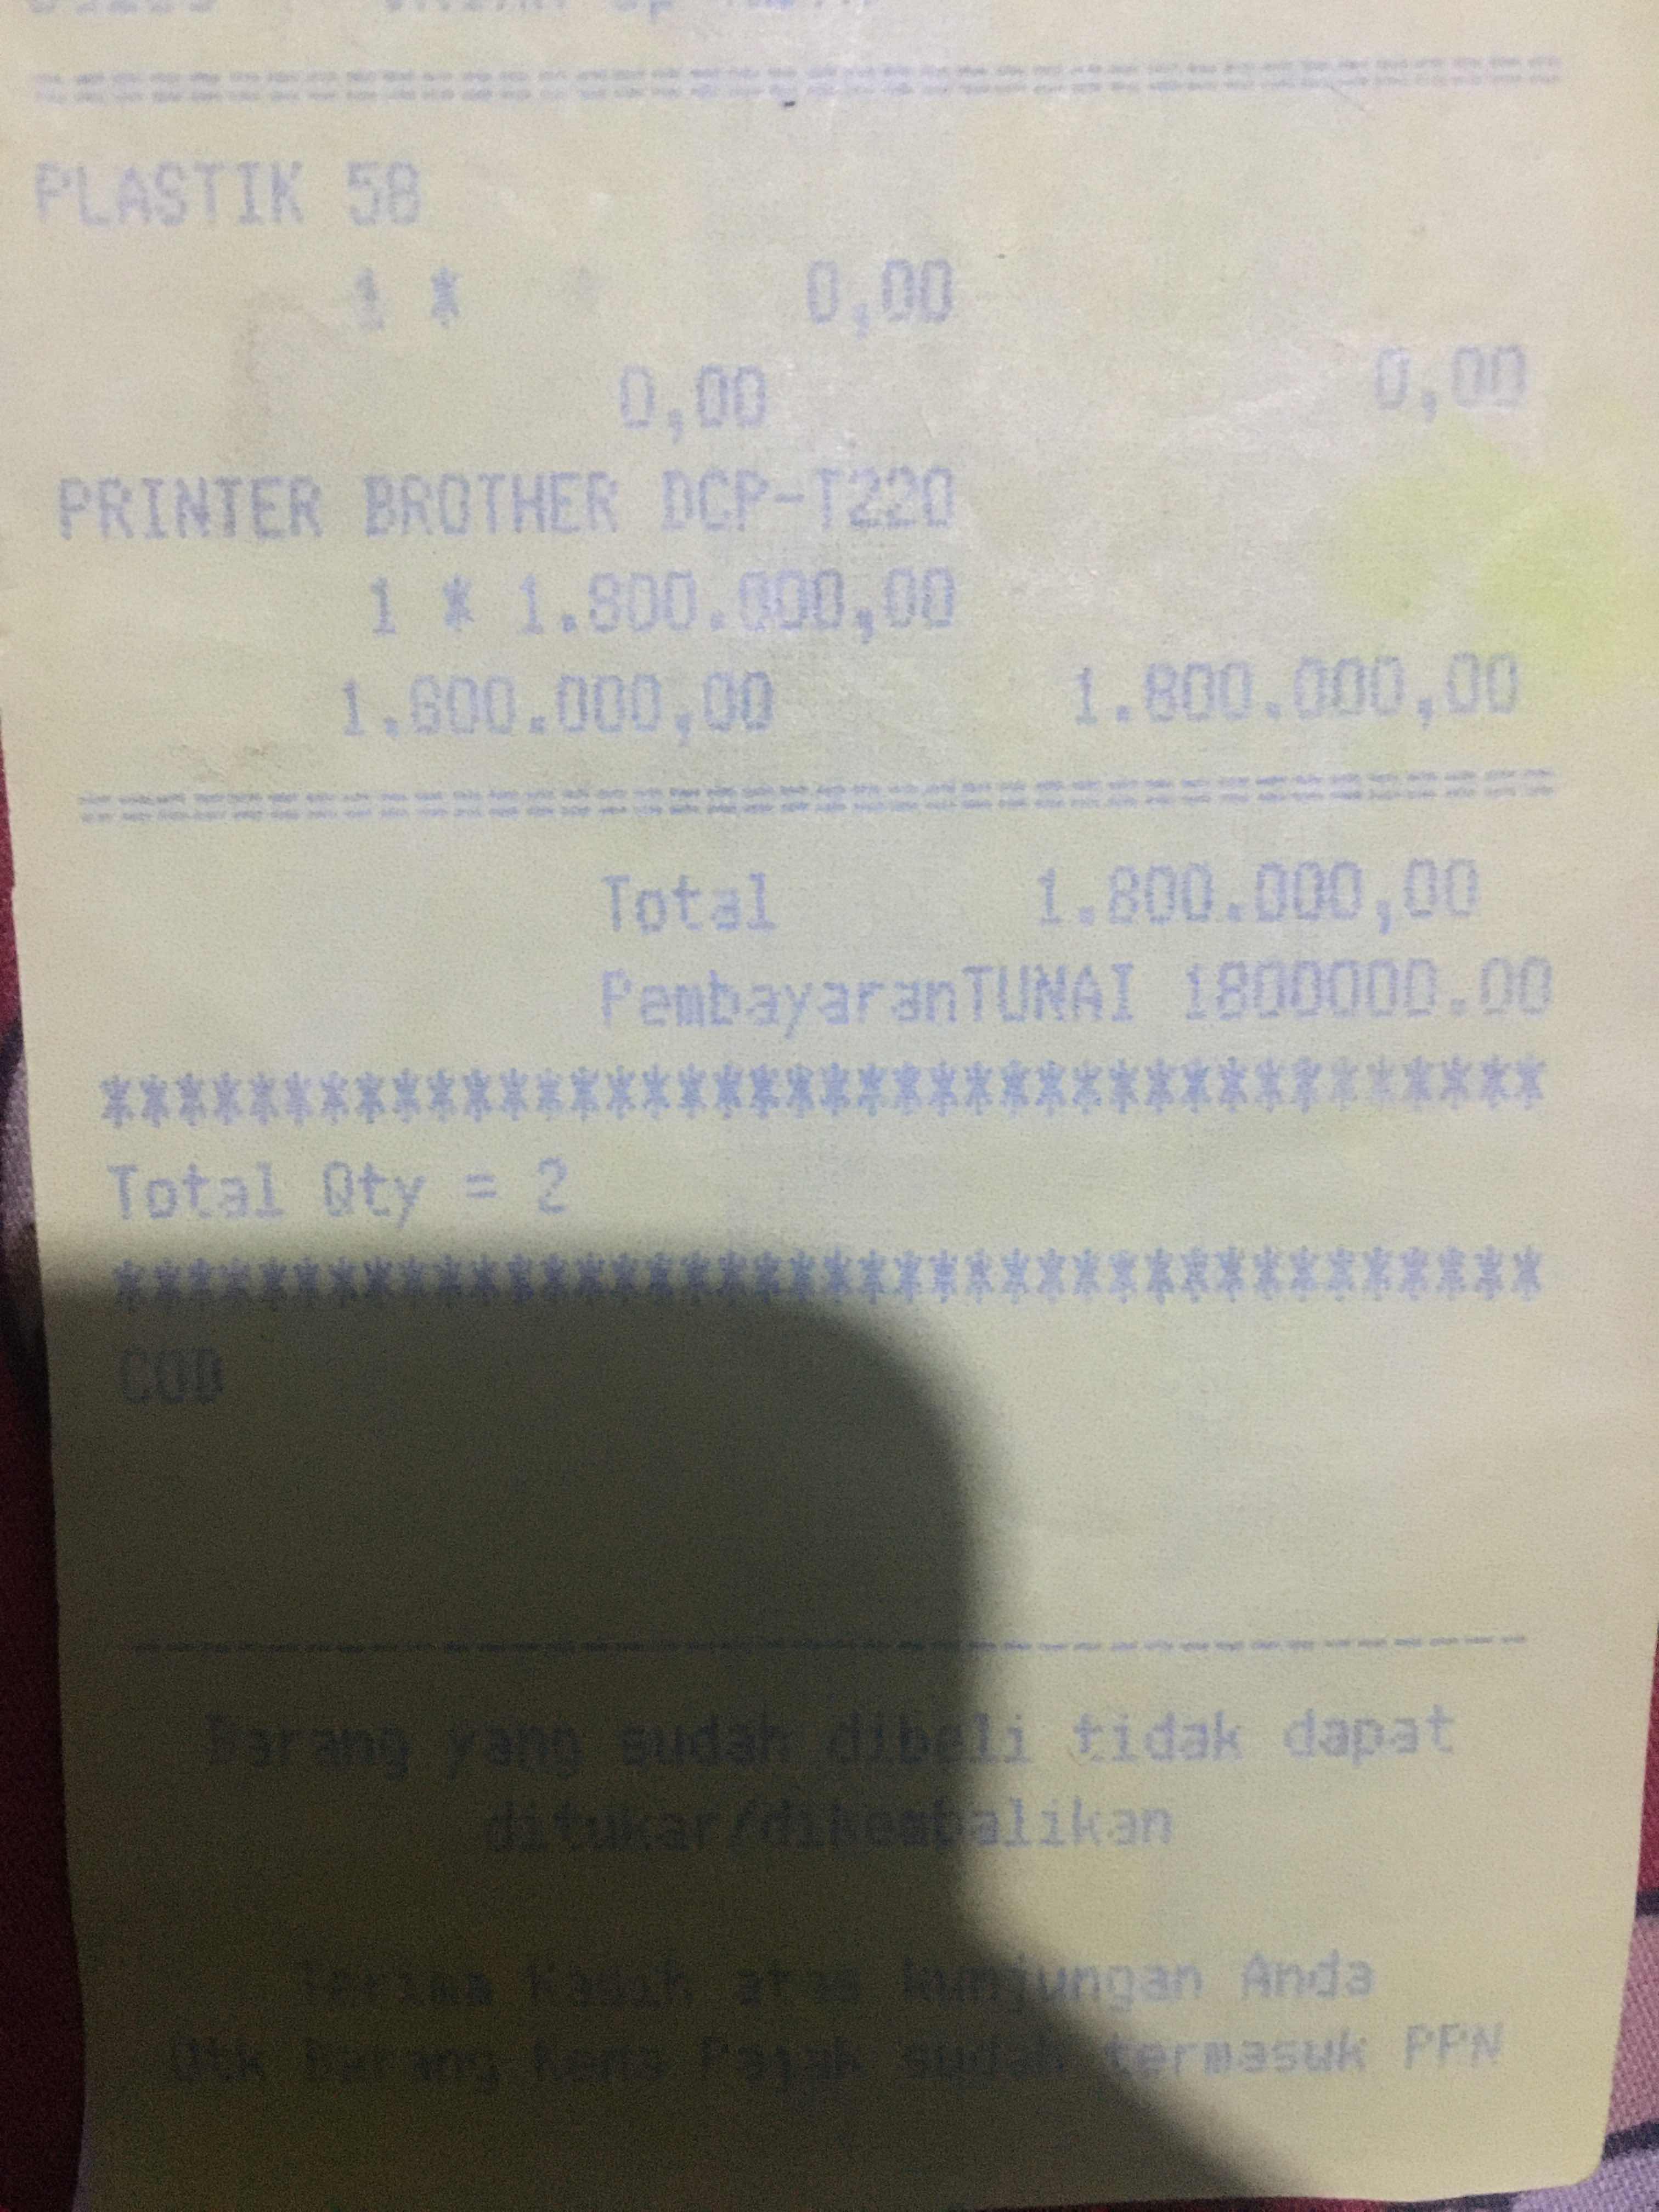 PLASTIK 58
1 * 0,00
0,00 0,00
PRINTER BROTHER DCP-T220
1 * 1.800.000,00
1.800.000,00 1.800.000,00
Total 1.800.000,00
PembayaranTUNAI 1800000.00
****************************************
Total Qty = 2
****************************************
COD
Barang yang sudah dibeli tidak dapat
ditukar/dikembalikan
Terima Kasih atas kunjungan Anda
Utk Barang Kena Pajak sudah termasuk PPN